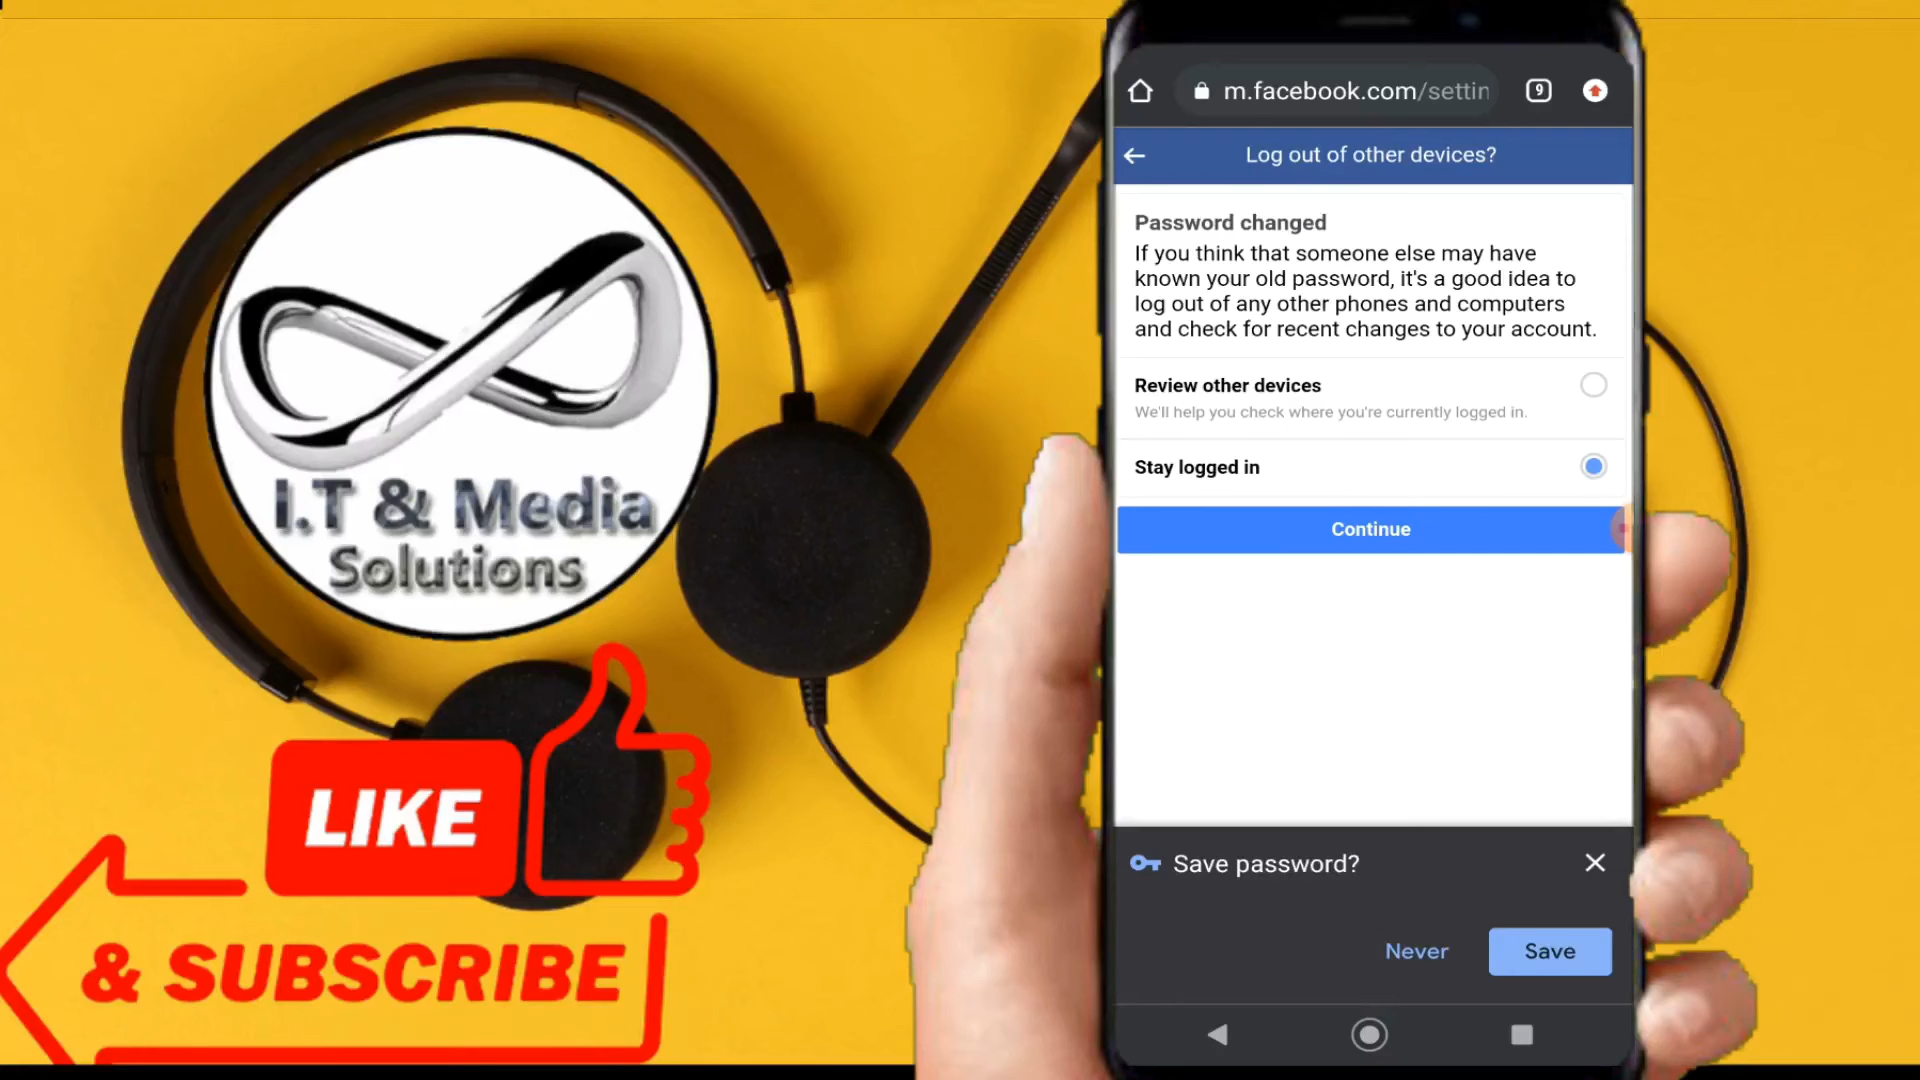 I.T & Media
Solutions
LIKE
& SUBSCRIBE
m.facebook.com/settin
9
Log out of other devices?
Password changed
If you think that someone else may have
known your old password, it's a good idea to
log out of any other phones and computers
and check for recent changes to your account.
Review other devices
We'll help you check where you're currently logged in.
Stay logged in
Continue
Save password?
Never
Save